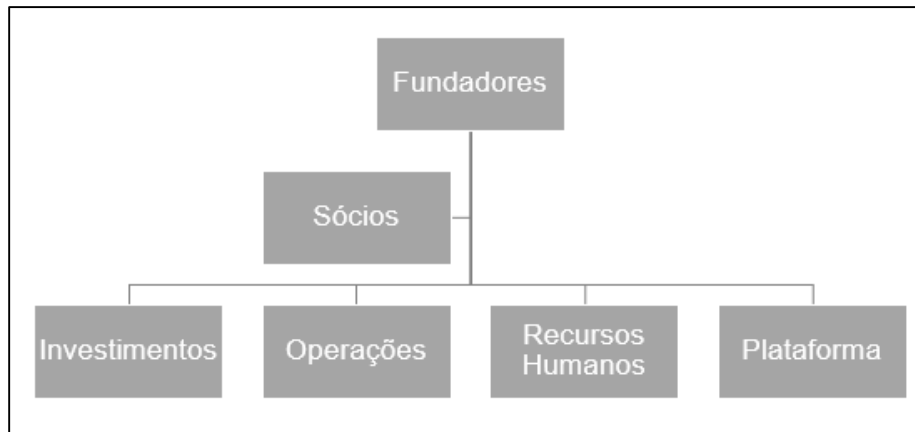 Fundadores
Sócios
Investimentos
Operações
Recursos
Humanos
Plataforma